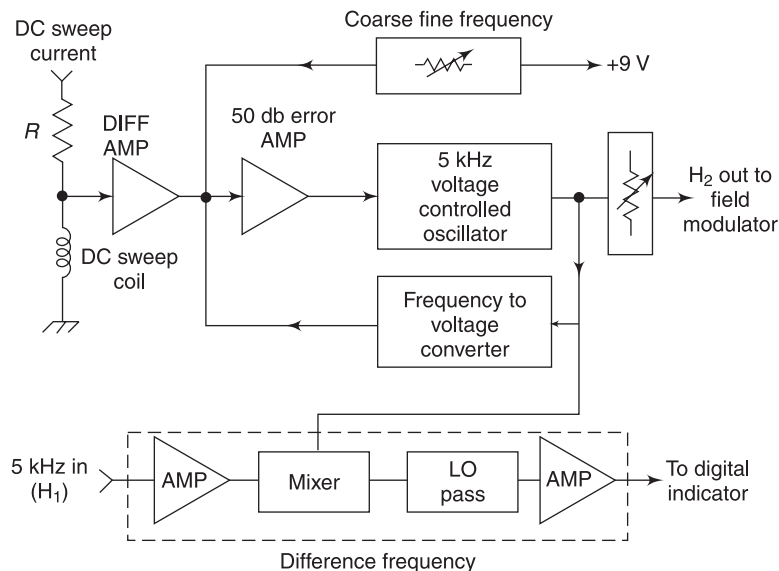 Coarse fine frequency
DC sweep
current
+9 V
R
DIFF
AMP
50 db error
AMP
5 kHz
voltage
controlled
oscillator
H₂ out to
field
modulator
DC sweep
coil
Frequency to
voltage
converter
5 kHz in
(H₁)
AMP
Mixer
LO
pass
AMP
To digital
indicator
Difference frequency